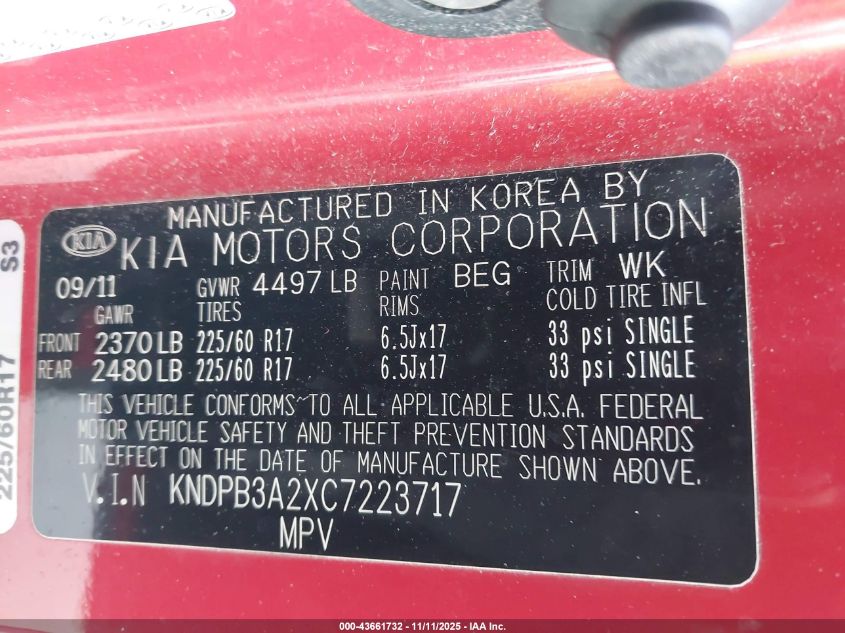 MANUFACTURED IN KOREA BY
KIA KIA MOTORS CORPORATION
09/11 GVWR 4497 LB PAINT BEG TRIM WK
GAWR TIRES RIMS COLD TIRE INFL
FRONT 2370 LB 225/60 R17 6.5Jx17 33 psi SINGLE
REAR 2480 LB 225/60 R17 6.5Jx17 33 psi SINGLE
THIS VEHICLE CONFORMS TO ALL APPLICABLE U.S.A. FEDERAL
MOTOR VEHICLE SAFETY AND THEFT PREVENTION STANDARDS
IN EFFECT ON THE DATE OF MANUFACTURE SHOWN ABOVE.
V.I.N KNDPB3A2XC7223717
MPV
225/60R17 S3
000-43661732 - 11/11/2025 - IAA Inc.